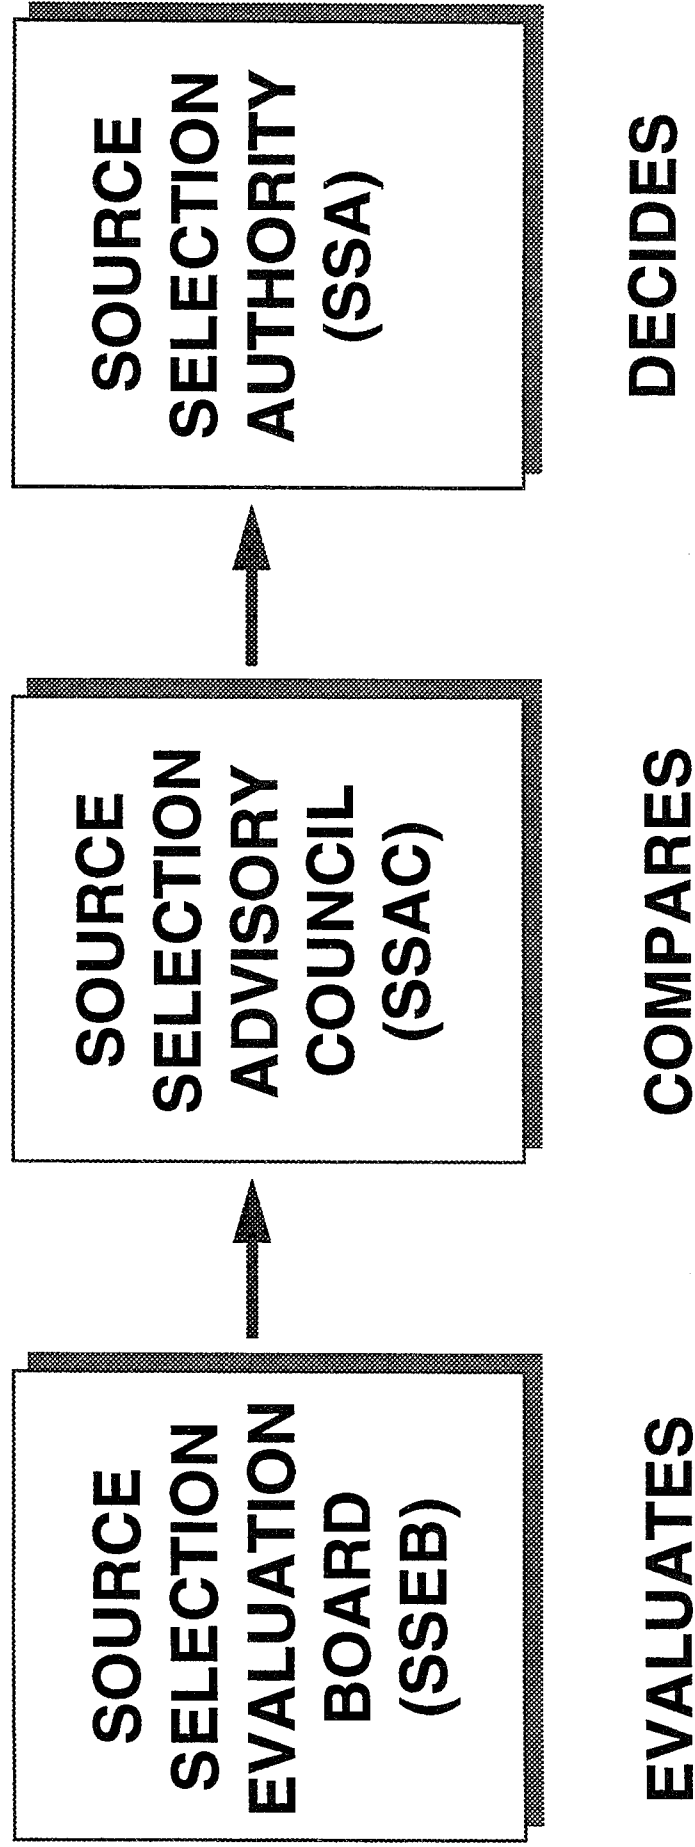 SOURCE
SELECTION
EVALUATION
BOARD
(SSEB)
SOURCE
SELECTION
ADVISORY
COUNCIL
(SSAC)
SOURCE
SELECTION
AUTHORITY
(SSA)
EVALUATES
COMPARES
DECIDES